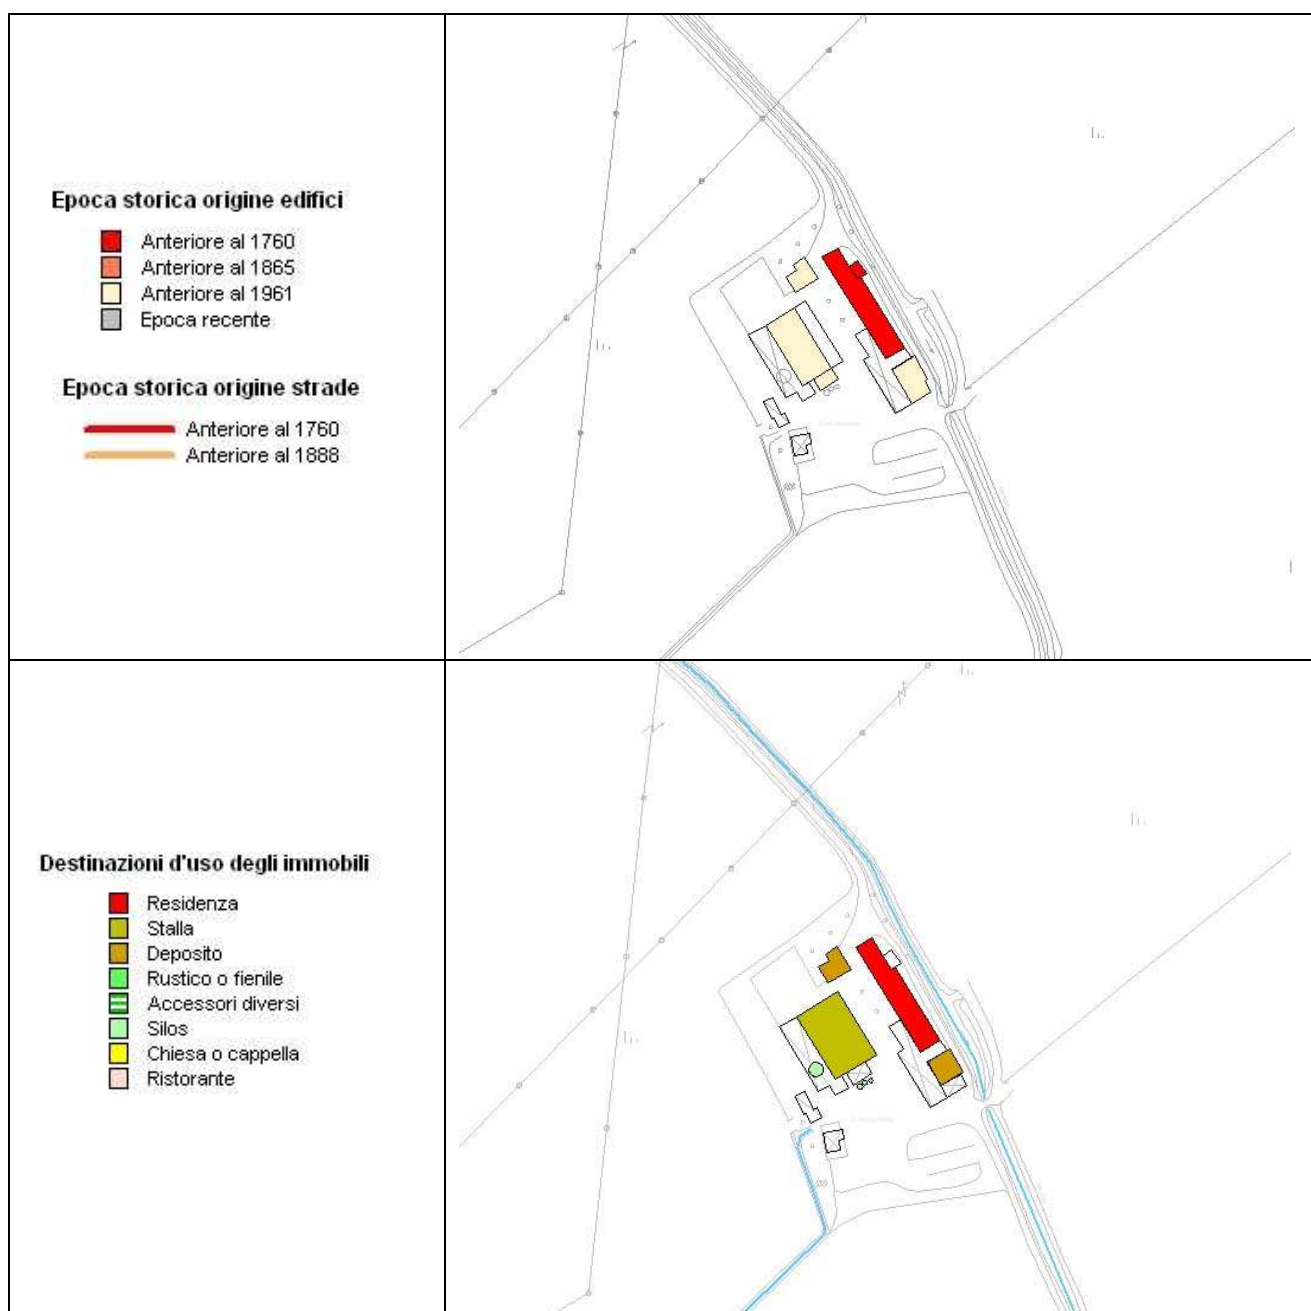 Epoca storica origine edifici
Anteriore al 1760
Anteriore al 1865
Anteriore al 1961
Epoca recente
Epoca storica origine strade
Anteriore al 1760
Anteriore al 1888
Destinazioni d'uso degli immobili
Residenza
Stalla
Deposito
Rustico o fienile
Accessori diversi
Silos
Chiesa o cappella
Ristorante